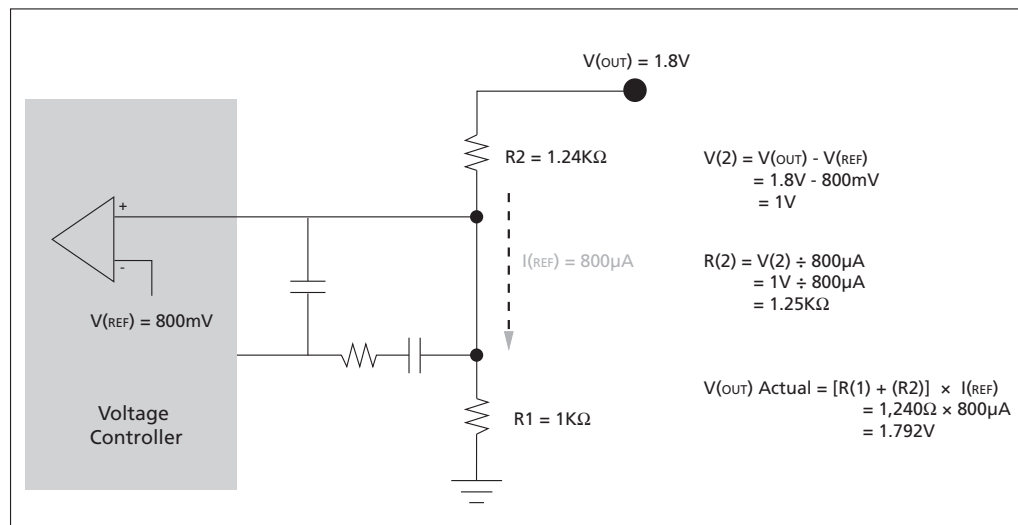 V(OUT) = 1.8V
R2 = 1.24KΩ
V(2) = V(OUT) - V(REF)
= 1.8V - 800mV
= 1V
+
-
I(REF) = 800µA
R(2) = V(2) ÷ 800µA
= 1V ÷ 800µA
= 1.25KΩ
V(REF) = 800mV
Voltage
Controller
R1 = 1KΩ
V(OUT) Actual = [R(1) + (R2)] × I(REF)
= 1,240Ω × 800µA
= 1.792V